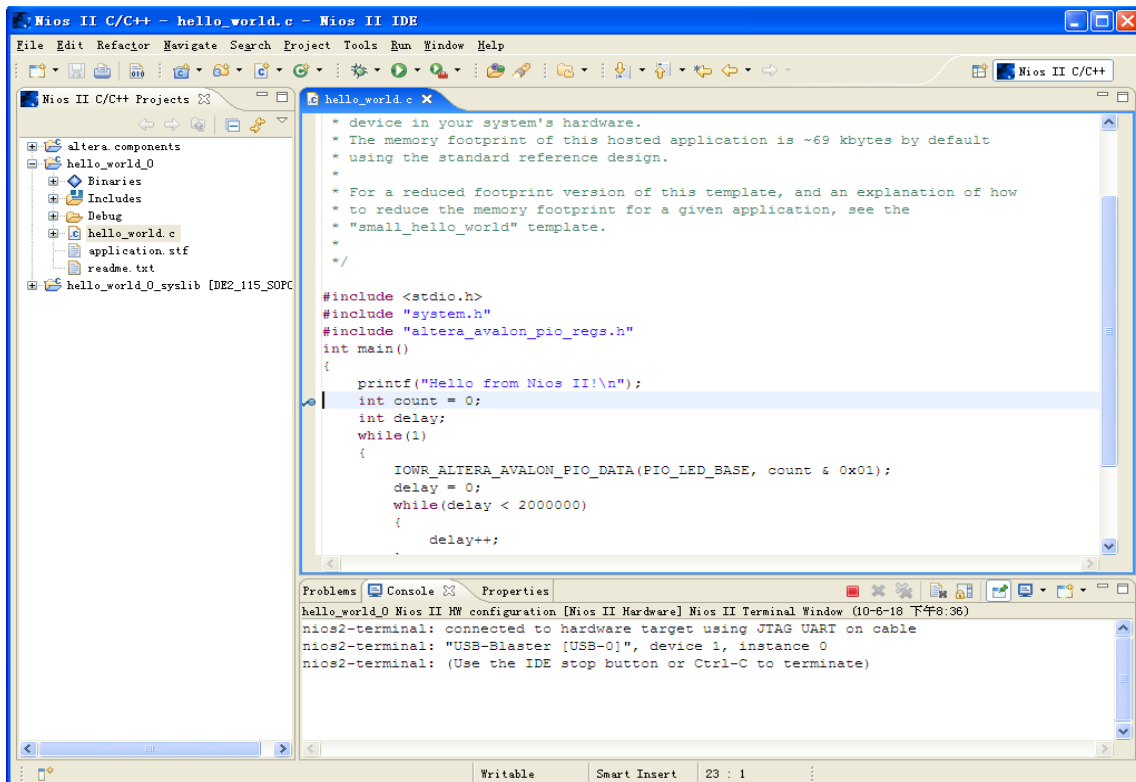 Nios II C/C++ - hello_world.c - Nios II IDE
File Edit Refactor Navigate Search Project Tools Run Window Help
Nios II C/C++
Nios II C/C++ Projects
altera.components
hello_world_0
Binaries
Includes
Debug
hello_world.c
application.stf
readme.txt
hello_world_0_syslib [DE2_115_SOPC
hello_world.c
* device in your system's hardware.
* The memory footprint of this hosted application is ~69 kbytes by default
* using the standard reference design.
*
* For a reduced footprint version of this template, and an explanation of how
* to reduce the memory footprint for a given application, see the
* "small_hello_world" template.
*
*/
#include <stdio.h>
#include "system.h"
#include "altera_avalon_pio_regs.h"
int main()
{
printf("Hello from Nios II!\n");
int count = 0;
int delay;
while(1)
{
IOWR_ALTERA_AVALON_PIO_DATA(PIO_LED_BASE, count & 0x01);
delay = 0;
while(delay < 2000000)
{
delay++;
Problems Console Properties
hello_world_0 Nios II HW configuration [Nios II Hardware] Nios II Terminal Window (10-6-18 下午8:36)
nios2-terminal: connected to hardware target using JTAG UART on cable
nios2-terminal: "USB-Blaster [USB-0]", device 1, instance 0
nios2-terminal: (Use the IDE stop button or Ctrl-C to terminate)
Writable Smart Insert 23 : 1